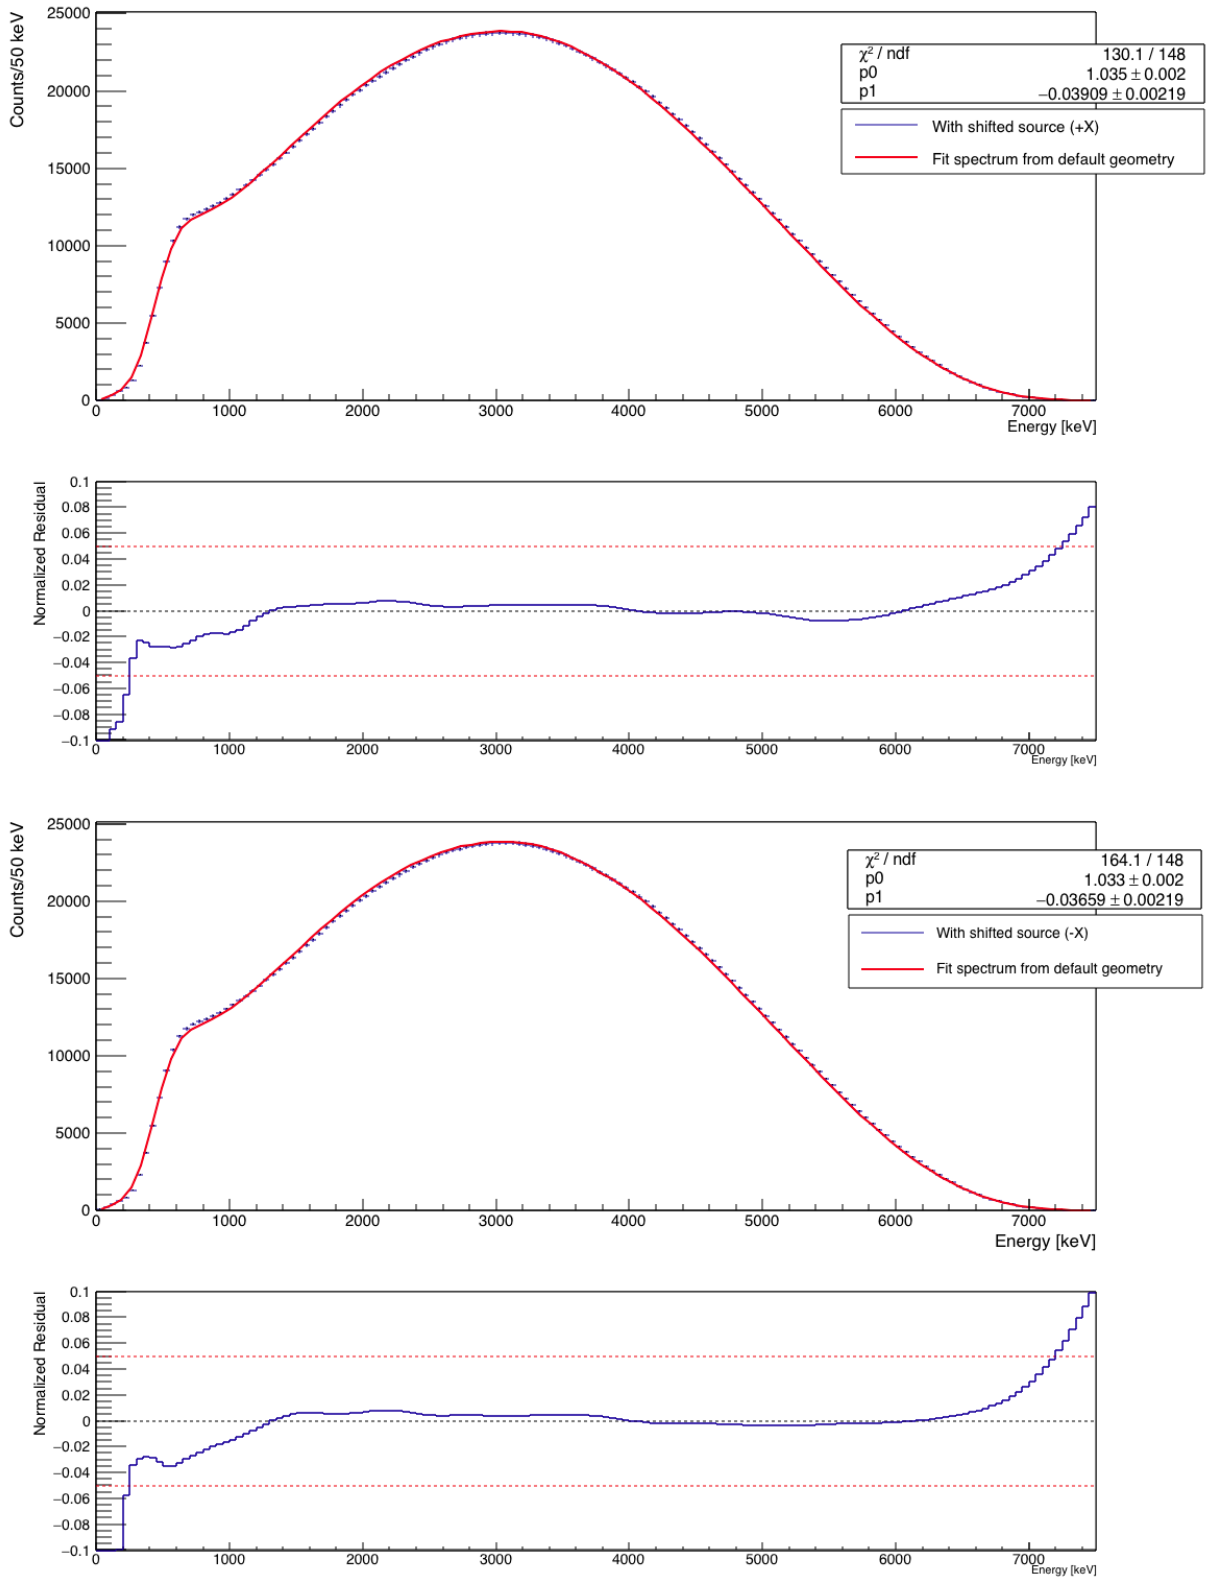 Counts/50 keV
25000
20000
15000
10000
5000
0
χ² / ndf 130.1 / 148
p0 1.035 ± 0.002
p1 −0.03909 ± 0.00219
With shifted source (+X)
Fit spectrum from default geometry
0 1000 2000 3000 4000 5000 6000 7000
Energy [keV]
Normalized Residual
0.1
0.08
0.06
0.04
0.02
0
−0.02
−0.04
−0.06
−0.08
−0.1
0 1000 2000 3000 4000 5000 6000 7000
Energy [keV]
Counts/50 keV
25000
20000
15000
10000
5000
0
χ² / ndf 164.1 / 148
p0 1.033 ± 0.002
p1 −0.03659 ± 0.00219
With shifted source (-X)
Fit spectrum from default geometry
0 1000 2000 3000 4000 5000 6000 7000
Energy [keV]
Normalized Residual
0.1
0.08
0.06
0.04
0.02
0
−0.02
−0.04
−0.06
−0.08
−0.1
0 1000 2000 3000 4000 5000 6000 7000
Energy [keV]